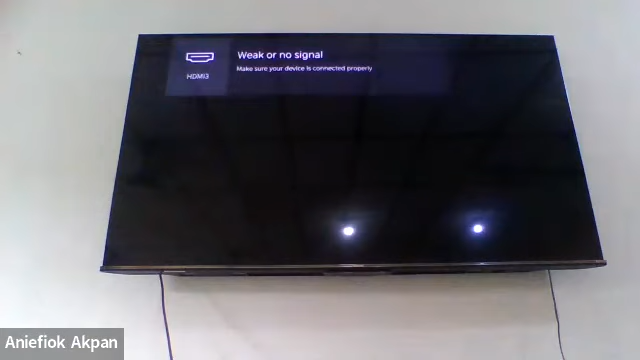 Weak or no signal
Make sure your device is connected properly
HDMI3
Aniefiok Akpan